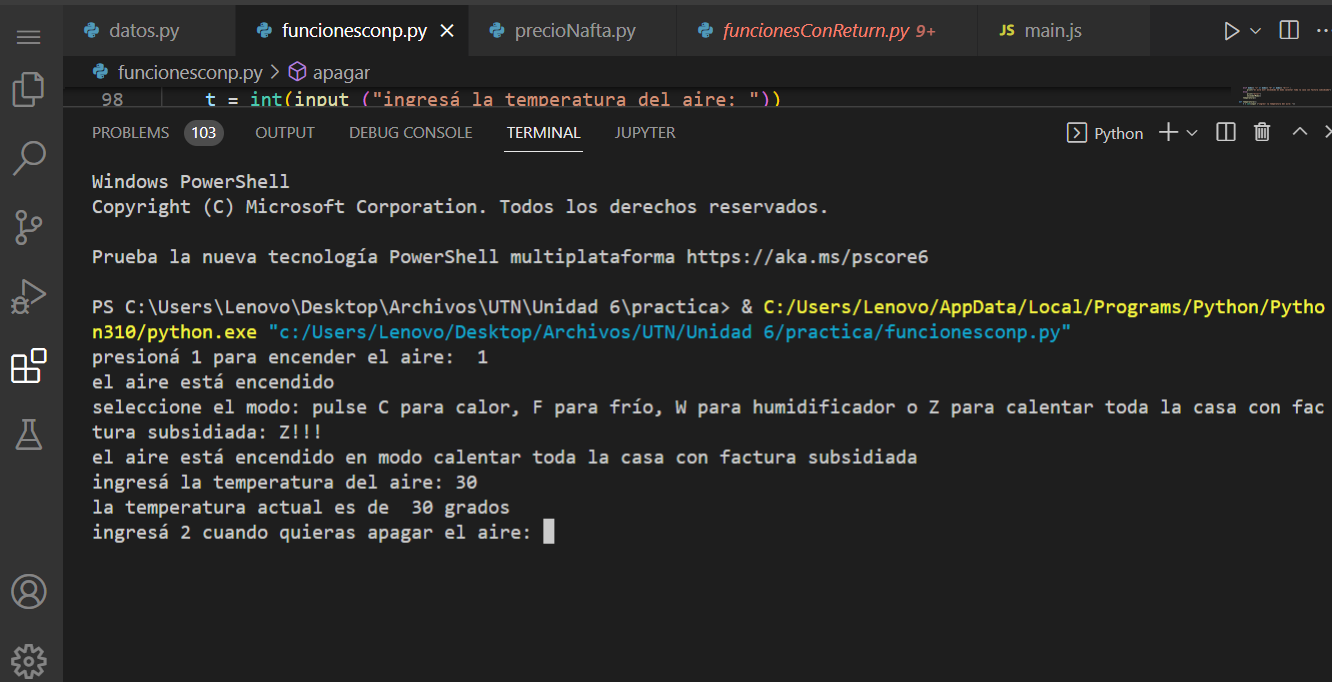 datos.py
funcionesconp.py
precioNafta.py
funcionesConReturn.py 9+
JS main.js
funcionesconp.py > apagar
98 t = int(input ("ingresá la temperatura del aire: "))
PROBLEMS 103 OUTPUT DEBUG CONSOLE TERMINAL JUPYTER
Python
Windows PowerShell
Copyright (C) Microsoft Corporation. Todos los derechos reservados.
Prueba la nueva tecnología PowerShell multiplataforma https://aka.ms/pscore6
PS C:\Users\Lenovo\Desktop\Archivos\UTN\Unidad 6\practica> & C:/Users/Lenovo/AppData/Local/Programs/Python/Pytho
n310/python.exe "c:/Users/Lenovo/Desktop/Archivos/UTN/Unidad 6/practica/funcionesconp.py"
presioná 1 para encender el aire:  1
el aire está encendido
seleccione el modo: pulse C para calor, F para frío, W para humidificador o Z para calentar toda la casa con fac
tura subsidiada: Z!!!
el aire está encendido en modo calentar toda la casa con factura subsidiada
ingresá la temperatura del aire: 30
la temperatura actual es de  30 grados
ingresá 2 cuando quieras apagar el aire: